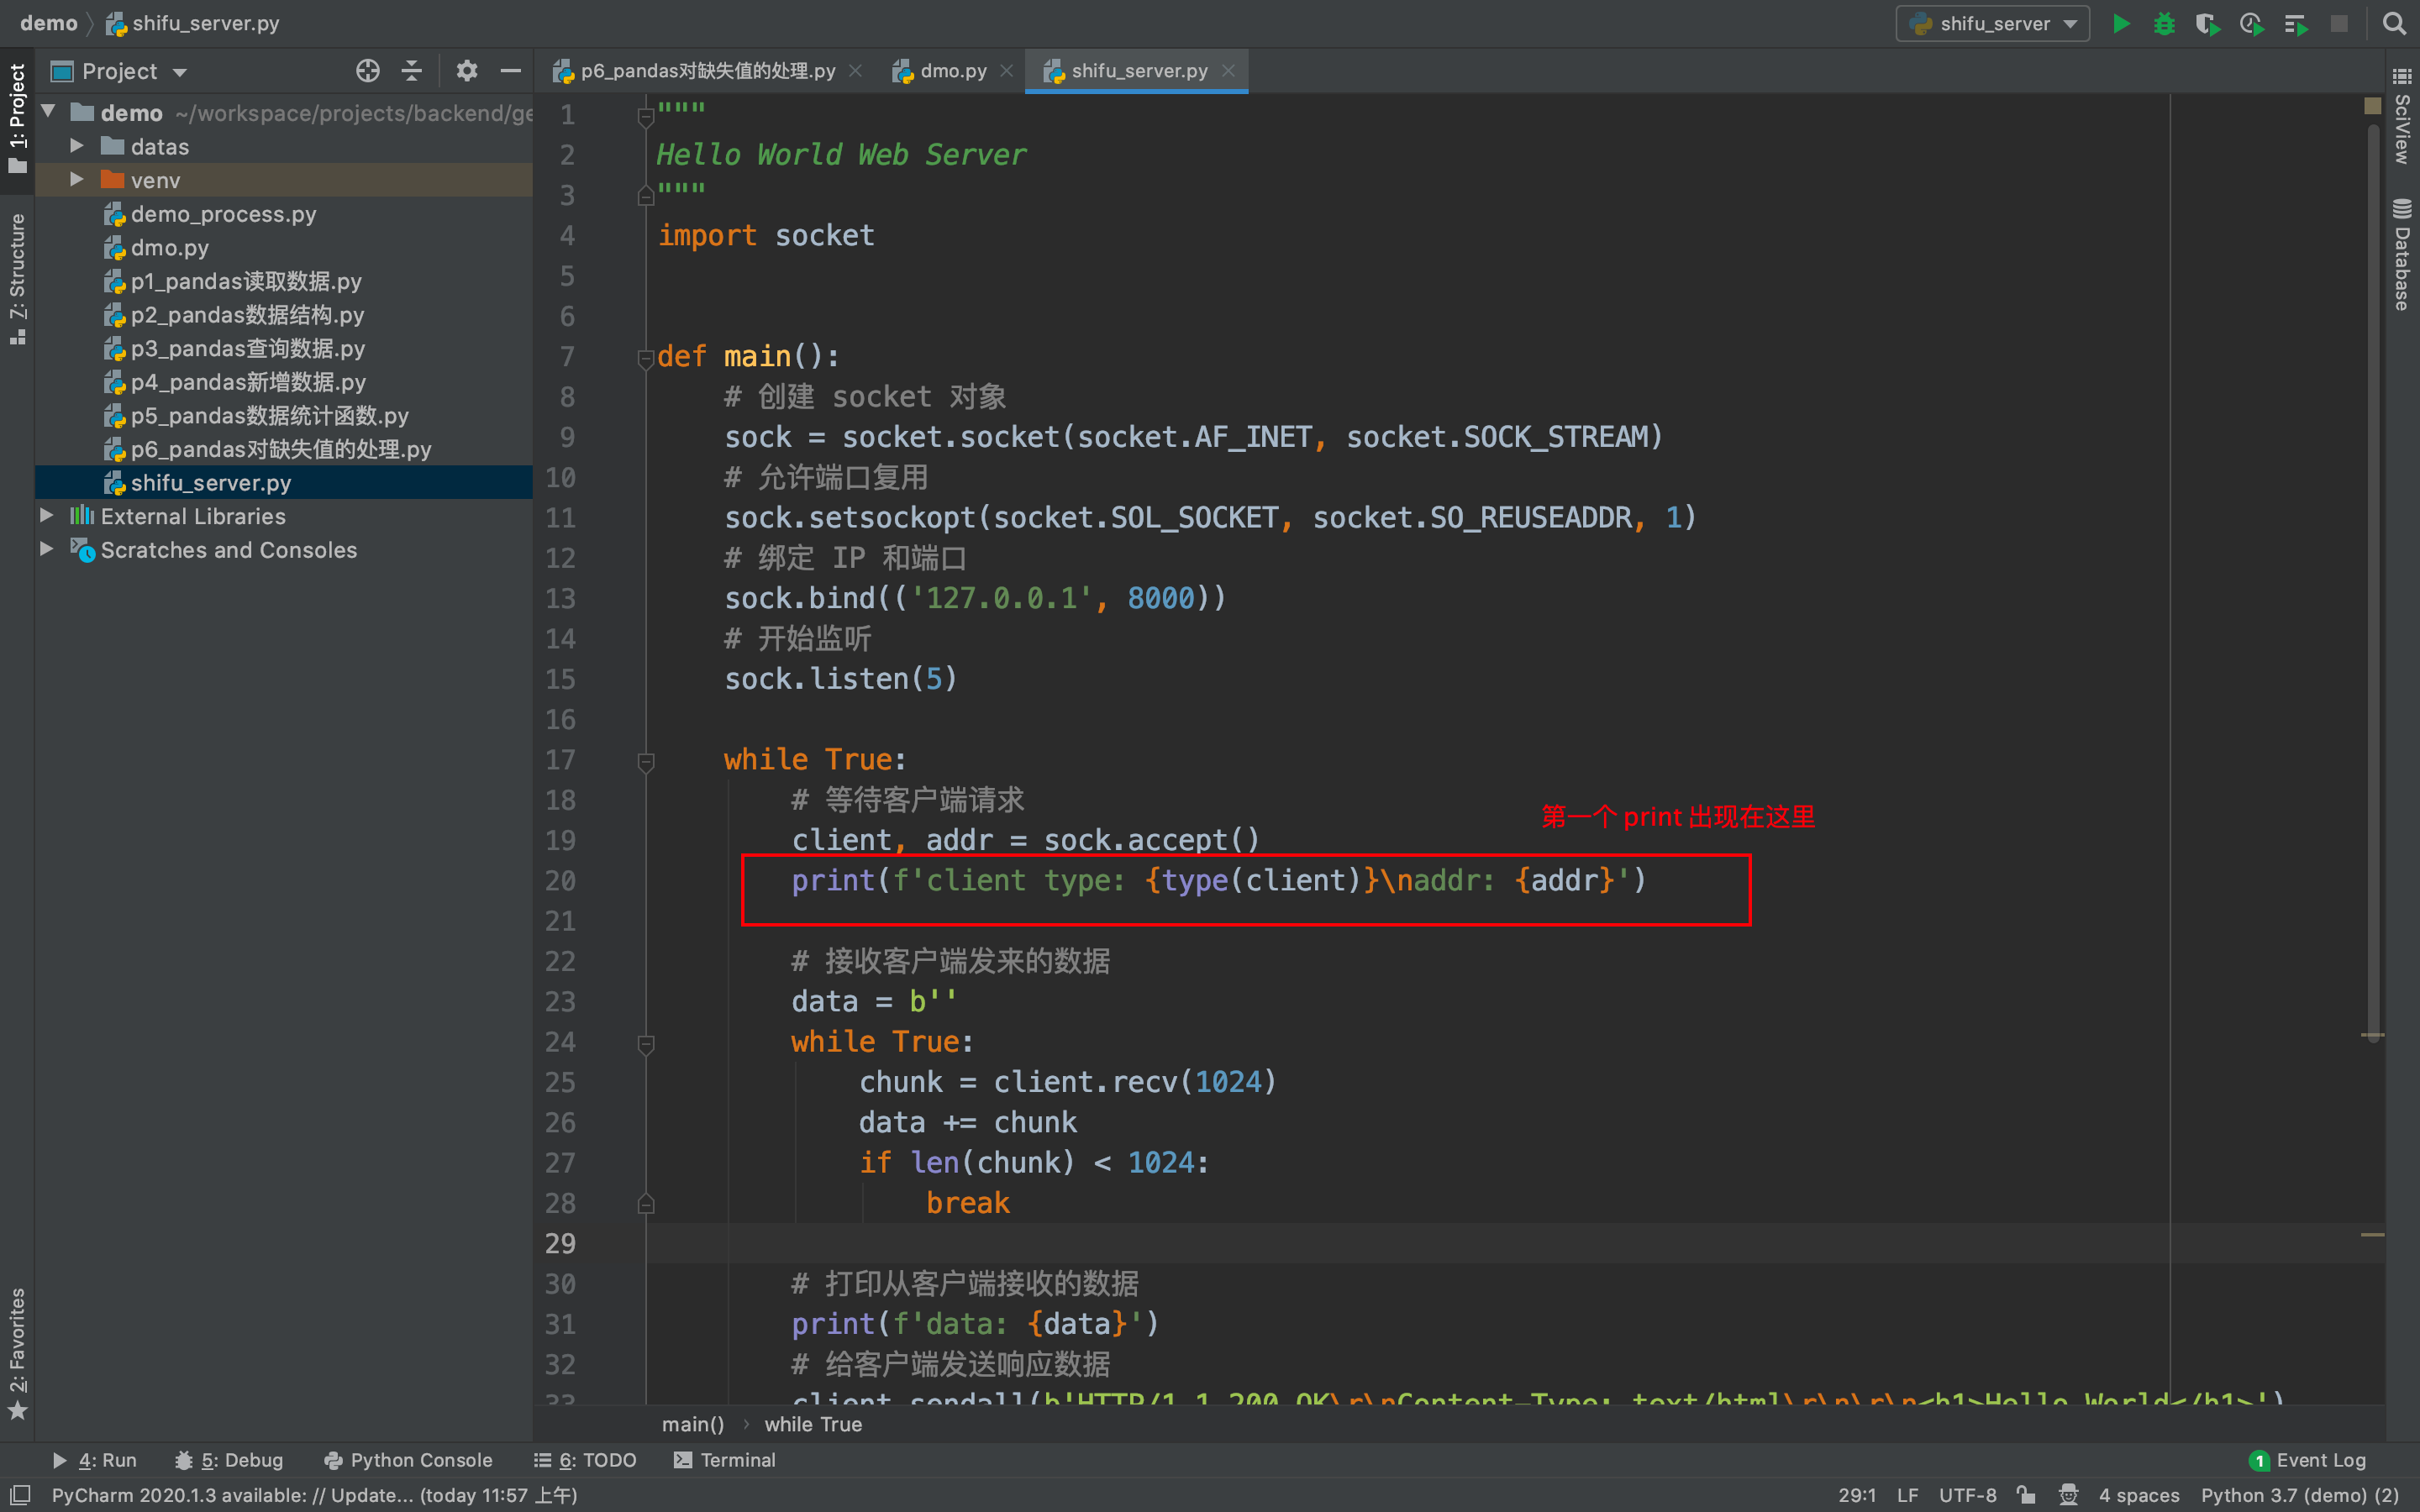 demo shifu_server.py
shifu_server
1: Project
7: Structure
2: Favorites
Project
demo ~/workspace/projects/backend/ge
datas
venv
demo_process.py
dmo.py
p1_pandas读取数据.py
p2_pandas数据结构.py
p3_pandas查询数据.py
p4_pandas新增数据.py
p5_pandas数据统计函数.py
p6_pandas对缺失值的处理.py
shifu_server.py
External Libraries
Scratches and Consoles
p6_pandas对缺失值的处理.py dmo.py shifu_server.py
1 """
2 Hello World Web Server
3 """
4 import socket
5
6
7 def main():
8 # 创建 socket 对象
9 sock = socket.socket(socket.AF_INET, socket.SOCK_STREAM)
10 # 允许端口复用
11 sock.setsockopt(socket.SOL_SOCKET, socket.SO_REUSEADDR, 1)
12 # 绑定 IP 和端口
13 sock.bind(('127.0.0.1', 8000))
14 # 开始监听
15 sock.listen(5)
16
17 while True:
18 # 等待客户端请求
第一个 print 出现在这里
19 client, addr = sock.accept()
20 print(f'client type: {type(client)}\naddr: {addr}')
21
22 # 接收客户端发来的数据
23 data = b''
24 while True:
25 chunk = client.recv(1024)
26 data += chunk
27 if len(chunk) < 1024:
28 break
29
30 # 打印从客户端接收的数据
31 print(f'data: {data}')
32 # 给客户端发送响应数据
33 client.sendall(b'HTTP/1.1 200 OK\r\nContent-Type: text/html\r\n\r\n<h1>Hello World</h1>')
main() › while True
SciView
Database
4: Run 5: Debug Python Console 6: TODO Terminal 1 Event Log
PyCharm 2020.1.3 available: // Update... (today 11:57 上午) 29:1 LF UTF-8 4 spaces Python 3.7 (demo) (2)